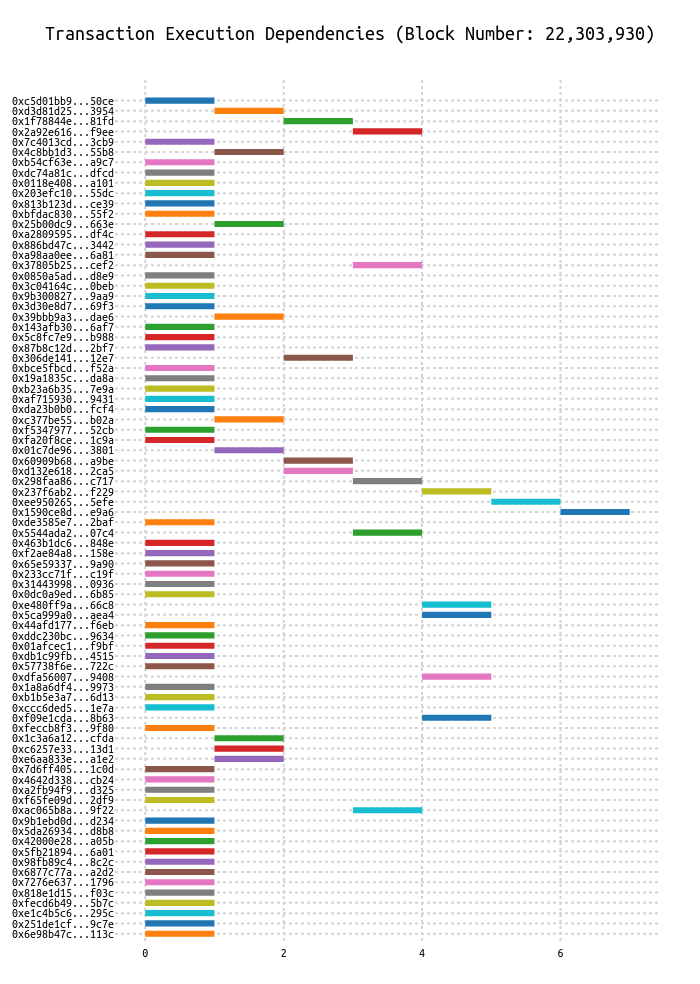 Transaction Execution Dependencies (Block Number: 22,303,930)
0xc5d01bb9...50ce
0xd3d81d25...3954
0x1f78844e...81fd
0x2a92e616...f9ee
0x7c4013cd...3cb9
0x4c8bb1d3...55b8
0xb54cf63e...a9c7
0xdc74a81c...dfcd
0x0118e408...a101
0x203efc10...55dc
0x813b123d...ce39
0xbfdac830...55f2
0x25b00dc9...663e
0xa2809595...df4c
0x886bd47c...3442
0xa98aa0ee...6a81
0x37805b25...cef2
0x0850a5ad...d8e9
0x3c04164c...0beb
0x9b300827...9aa9
0x3d30e8d7...69f3
0x39bbb9a3...dae6
0x143afb30...6af7
0x5c8fc7e9...b988
0x87b8c12d...2bf7
0x306de141...12e7
0xbce5fbcd...f52a
0x19a1835c...da8a
0xb23a6b35...7e9a
0xaf715930...9431
0xda23b0b0...fcf4
0xc377be55...b02a
0xf5347977...52cb
0xfa20f8ce...1c9a
0x01c7de96...3801
0x60909b68...a9be
0xd132e618...2ca5
0x298faa86...c717
0x237f6ab2...f229
0xee950265...5efe
0x1590ce8d...e9a6
0xde3585e7...2baf
0x5544ada2...07c4
0x463b1dc6...848e
0xf2ae84a8...158e
0x65e59337...9a90
0x233cc71f...c19f
0x31443998...0936
0x0dc0a9ed...6b85
0xe480ff9a...66c8
0x5ca999a0...aea4
0x44afd177...f6eb
0xddc230bc...9634
0x01afcec1...f9bf
0xdb1c99fb...4515
0x57738f6e...722c
0xdfa56007...9408
0x1a8a6df4...9973
0xb1b5e3a7...6d13
0xccc6ded5...1e7a
0xf09e1cda...8b63
0xfeccb8f3...9f80
0x1c3a6a12...cfda
0xc6257e33...13d1
0xe6aa833e...a1e2
0x7d6ff405...1c0d
0x4642d338...cb24
0xa2fb94f9...d325
0xf65fe09d...2df9
0xac065b8a...9f22
0x9b1ebd0d...d234
0x5da26934...d8b8
0x42000e28...a05b
0x5fb21894...6a01
0x98fb89c4...8c2c
0x6877c77a...a2d2
0x7276e637...1796
0x818e1d15...f03c
0xfecd6b49...5b7c
0xe1c4b5c6...295c
0x251de1cf...9c7e
0x6e98b47c...113c
0 2 4 6